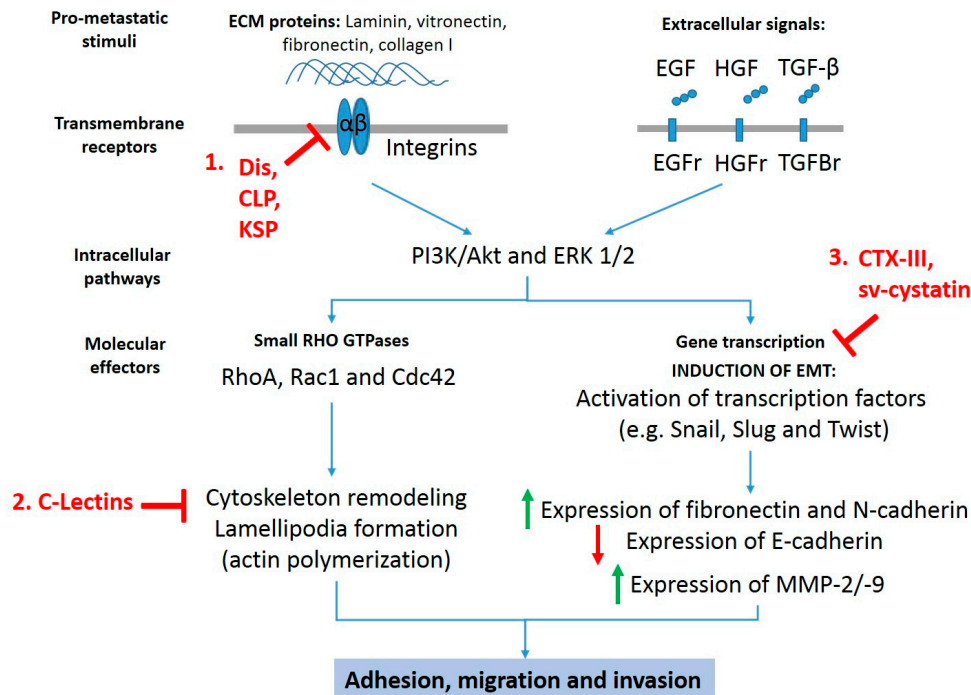 Pro-metastatic
stimuli
ECM proteins: Laminin, vitronectin,
fibronectin, collagen I
Extracellular signals:
EGF HGF TGF-β
Transmembrane
receptors
αβ
Integrins
EGFr HGFr TGFBr
1. Dis,
CLP,
KSP
Intracellular
pathways
PI3K/Akt and ERK 1/2
3. CTX-III,
sv-cystatin
Molecular
effectors
Small RHO GTPases
RhoA, Rac1 and Cdc42
Gene transcription
INDUCTION OF EMT:
Activation of transcription factors
(e.g. Snail, Slug and Twist)
2. C-Lectins
Cytoskeleton remodeling
Lamellipodia formation
(actin polymerization)
Expression of fibronectin and N-cadherin
Expression of E-cadherin
Expression of MMP-2/-9
Adhesion, migration and invasion